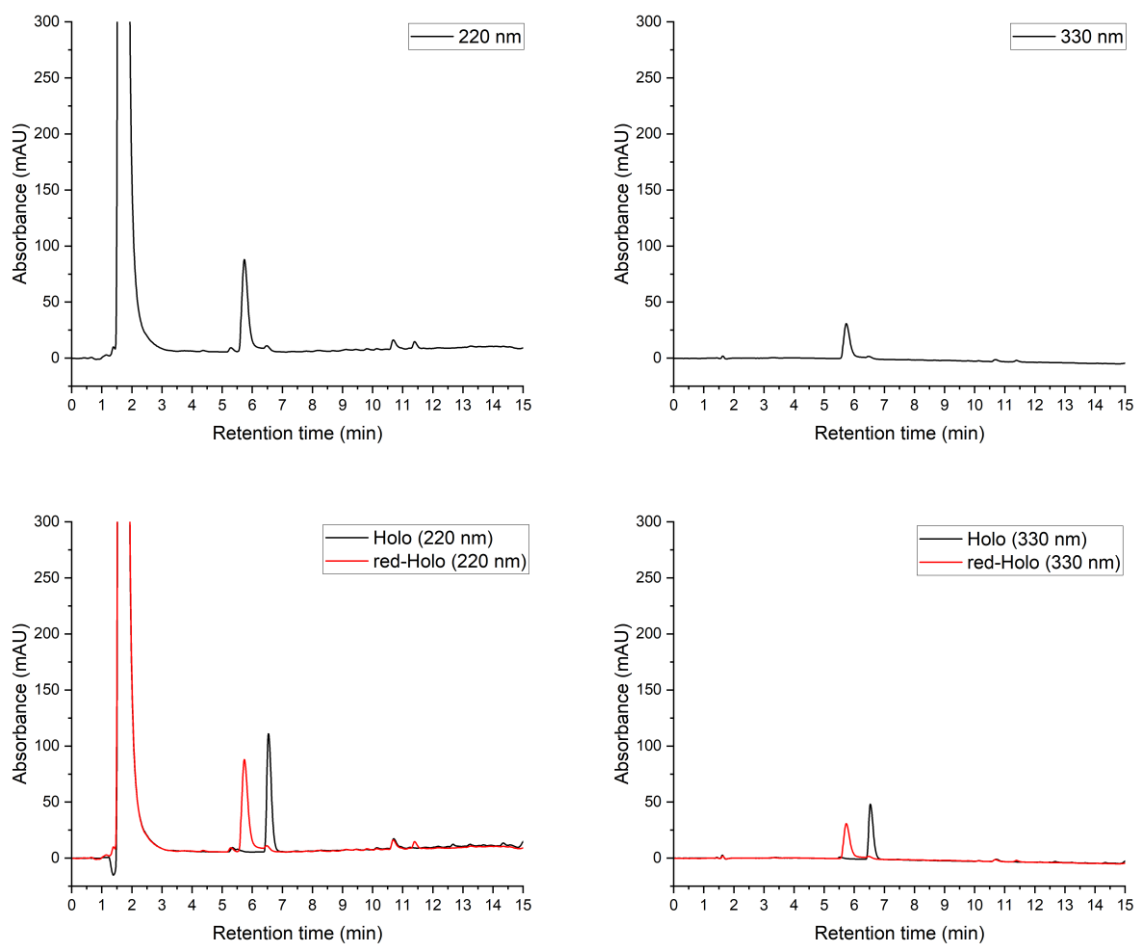 220 nm
300
250
200
150
100
50
0
Absorbance (mAU)
0 1 2 3 4 5 6 7 8 9 10 11 12 13 14 15
Retention time (min)
330 nm
300
250
200
150
100
50
0
Absorbance (mAU)
0 1 2 3 4 5 6 7 8 9 10 11 12 13 14 15
Retention time (min)
Holo (220 nm)
red-Holo (220 nm)
300
250
200
150
100
50
0
Absorbance (mAU)
0 1 2 3 4 5 6 7 8 9 10 11 12 13 14 15
Retention time (min)
Holo (330 nm)
red-Holo (330 nm)
300
250
200
150
100
50
0
Absorbance (mAU)
0 1 2 3 4 5 6 7 8 9 10 11 12 13 14 15
Retention time (min)